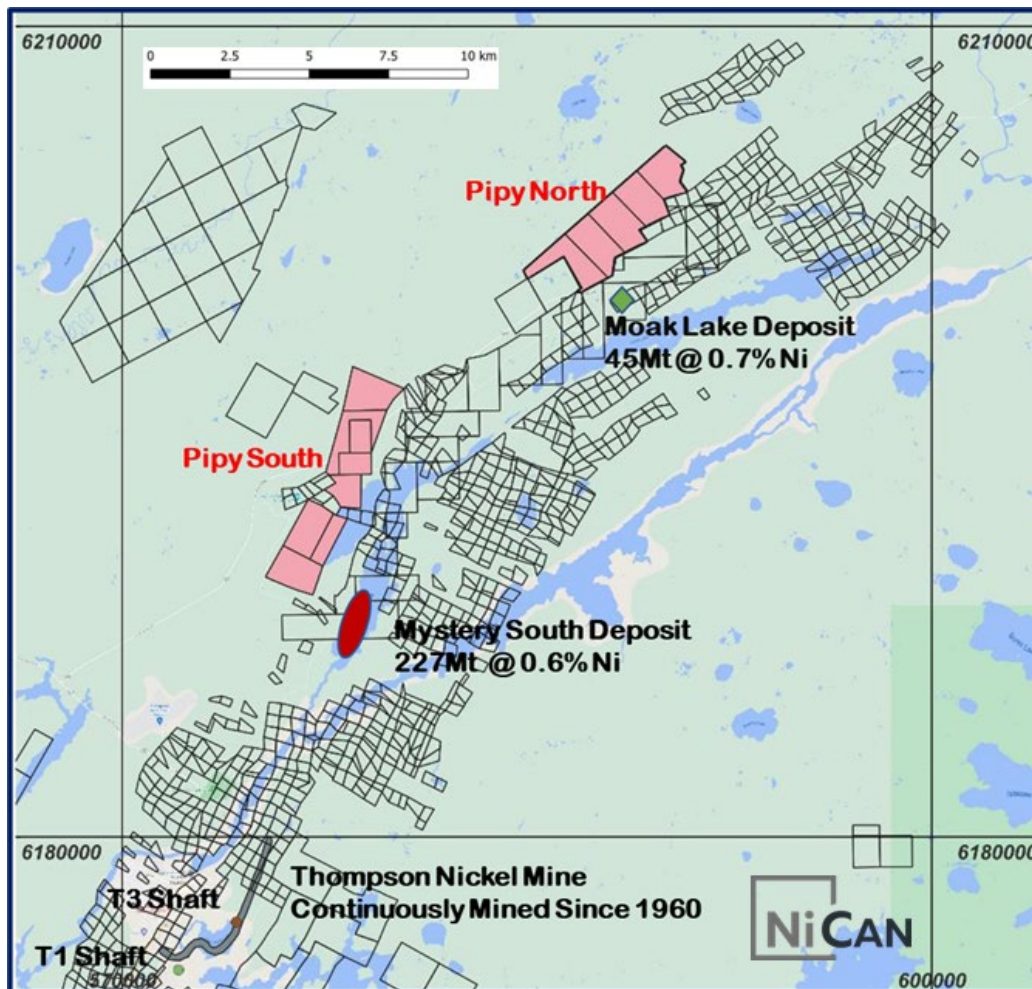 6210000
6210000
0 2.5 5 7.5 10 km
Pipy North
Moak Lake Deposit
45Mt @ 0.7% Ni
Pipy South
Mystery South Deposit
227Mt @ 0.6% Ni
6180000
6180000
Thompson Nickel Mine
Continuously Mined Since 1960
T3 Shaft
T1 Shaft
NiCAN
570000
600000